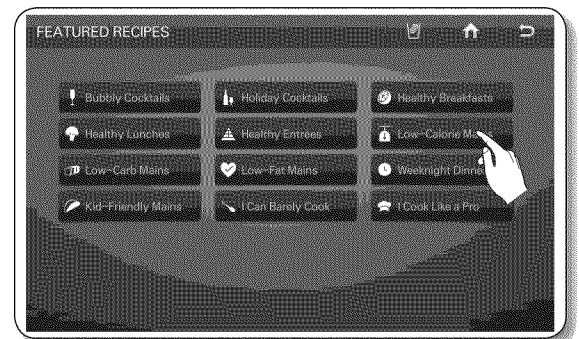 FEATURED RECIPES
Bubbly Cocktails
Holiday Cocktails
Healthy Breakfasts
Healthy Lunches
Healthy Entrees
Low-Calorie
Low-Carb Mains
Low-Fat Mains
Weeknight
Kid-Friendly Mains
I Can Barely Cook
I Cook Like a Pro